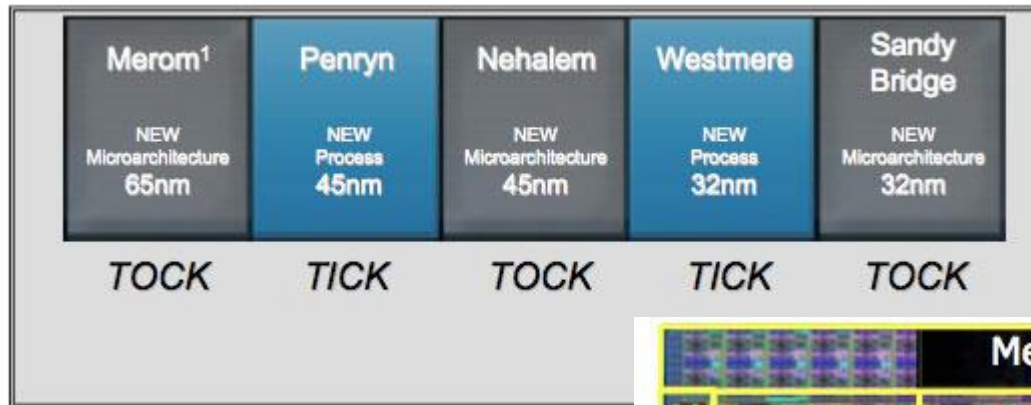 Merom¹
NEW
Microarchitecture
65nm
TOCK
Penryn
NEW
Process
45nm
TICK
Nehalem
NEW
Microarchitecture
45nm
TOCK
Westmere
NEW
Process
32nm
TICK
Sandy
Bridge
NEW
Microarchitecture
32nm
TOCK